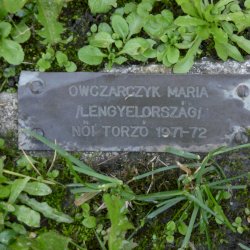 OWCZARCZYK MARIA
/LENGYELORSZÁG/
NŐI TORZÓ 1971-72